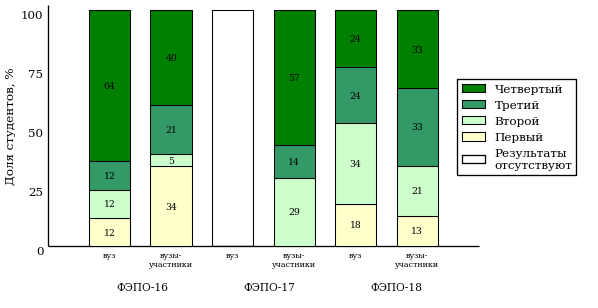 Доля студентов, %
100
75
50
25
0
64
12
12
12
40
21
5
34
57
14
29
24
24
34
18
33
33
21
13
вуз
вузы-
участники
вуз
вузы-
участники
вуз
вузы-
участники
ФЭПО-16
ФЭПО-17
ФЭПО-18
Четвертый
Третий
Второй
Первый
Результаты
отсутствуют